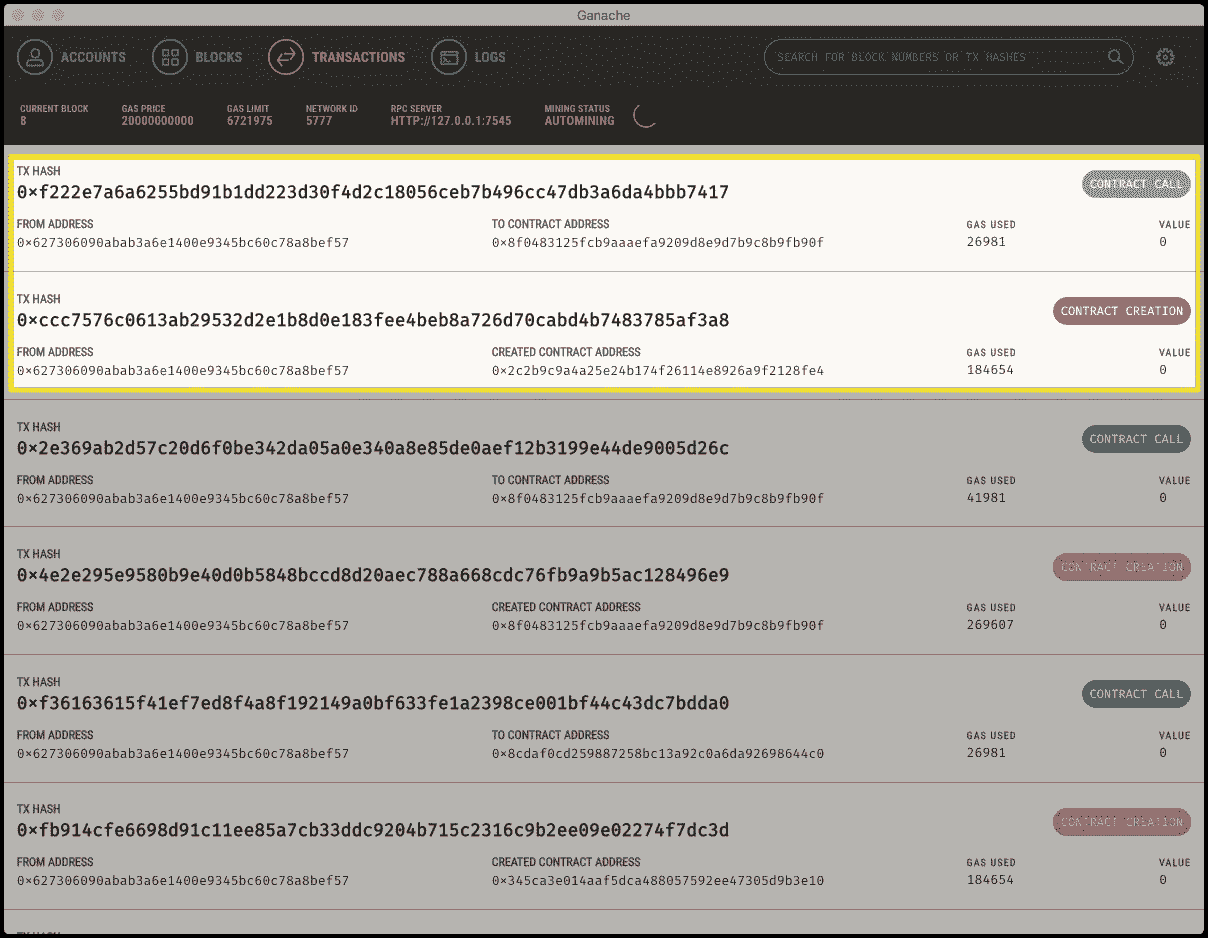 Ganache
ACCOUNTS BLOCKS TRANSACTIONS LOGS SEARCH FOR BLOCK NUMBERS OR TX HASHES
CURRENT BLOCK GAS PRICE GAS LIMIT NETWORK ID RPC SERVER MINING STATUS
8 20000000000 6721975 5777 HTTP://127.0.0.1:7545 AUTOMINING
TX HASH
0×f222e7a6a6255bd91b1dd223d30f4d2c18056ceb7b496cc47db3a6da4bbb7417 CONTRACT CALL
FROM ADDRESS TO CONTRACT ADDRESS GAS USED VALUE
0×627306090abab3a6e1400e9345bc60c78a8bef57 0×8f0483125fcb9aaaefa9209d8e9d7b9c8b9fb90f 26981 0
TX HASH
0×ccc7576c0613ab29532d2e1b8d0e183fee4beb8a726d70cabd4b7483785af3a8 CONTRACT CREATION
FROM ADDRESS CREATED CONTRACT ADDRESS GAS USED VALUE
0×627306090abab3a6e1400e9345bc60c78a8bef57 0×2c2b9c9a4a25e24b174f26114e8926a9f2128fe4 184654 0
TX HASH
0×2e369ab2d57c20d6f0be342da05a0e340a8e85de0aef12b3199e44de9005d26c CONTRACT CALL
FROM ADDRESS TO CONTRACT ADDRESS GAS USED VALUE
0×627306090abab3a6e1400e9345bc60c78a8bef57 0×8f0483125fcb9aaaefa9209d8e9d7b9c8b9fb90f 41981 0
TX HASH
0×4e2e295e9580b9e40d0b5848bccd8d20aec788a668cdc76fb9a9b5ac128496e9 CONTRACT CREATION
FROM ADDRESS CREATED CONTRACT ADDRESS GAS USED VALUE
0×627306090abab3a6e1400e9345bc60c78a8bef57 0×8f0483125fcb9aaaefa9209d8e9d7b9c8b9fb90f 269607 0
TX HASH
0×f36163615f41ef7ed8f4a8f192149a0bf633fe1a2398ce001bf44c43dc7bdda0 CONTRACT CALL
FROM ADDRESS TO CONTRACT ADDRESS GAS USED VALUE
0×627306090abab3a6e1400e9345bc60c78a8bef57 0×8cdaf0cd259887258bc13a92c0a6da92698644c0 26981 0
TX HASH
0×fb914cfe6698d91c11ee85a7cb33ddc9204b715c2316c9b2ee09e02274f7dc3d CONTRACT CREATION
FROM ADDRESS CREATED CONTRACT ADDRESS GAS USED VALUE
0×627306090abab3a6e1400e9345bc60c78a8bef57 0×345ca3e014aaf5dca488057592ee47305d9b3e10 184654 0
TX HASH